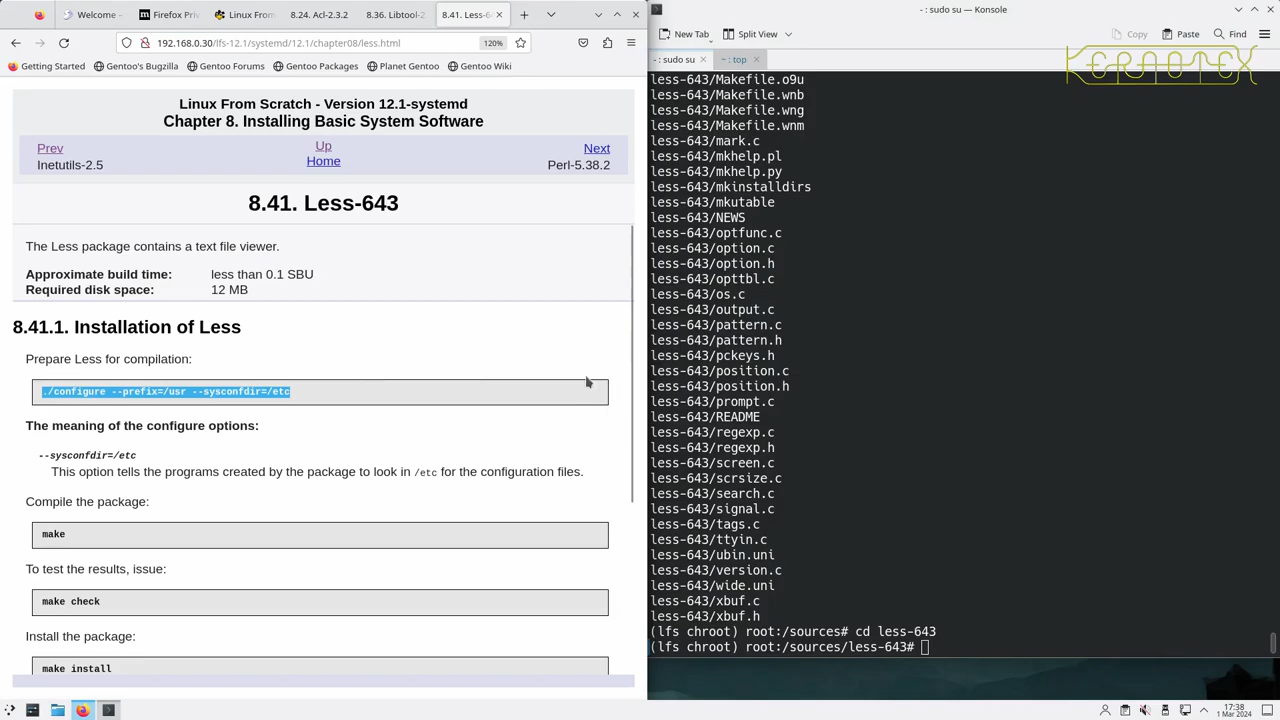 Welcome –
Firefox Priv
Linux From
8.24. Acl-2.3.2
8.36. Libtool-2
8.41. Less-64
192.168.0.30/lfs-12.1/systemd/12.1/chapter08/less.html
120%
Getting Started
Gentoo's Bugzilla
Gentoo Forums
Gentoo Packages
Planet Gentoo
Gentoo Wiki
Linux From Scratch - Version 12.1-systemd
Chapter 8. Installing Basic System Software
Prev
Up
Next
Inetutils-2.5
Home
Perl-5.38.2
8.41. Less-643
The Less package contains a text file viewer.
Approximate build time: less than 0.1 SBU
Required disk space: 12 MB
8.41.1. Installation of Less
Prepare Less for compilation:
./configure --prefix=/usr --sysconfdir=/etc
The meaning of the configure options:
--sysconfdir=/etc
This option tells the programs created by the package to look in /etc for the configuration files.
Compile the package:
make
To test the results, issue:
make check
Install the package:
make install
- : sudo su — Konsole
New Tab
Split View
Copy
Paste
Find
- : sudo su
~ : top
KERNOTEX
less-643/Makefile.o9u
less-643/Makefile.wnb
less-643/Makefile.wng
less-643/Makefile.wnm
less-643/mark.c
less-643/mkhelp.pl
less-643/mkhelp.py
less-643/mkinstalldirs
less-643/mkutable
less-643/NEWS
less-643/optfunc.c
less-643/option.c
less-643/option.h
less-643/opttbl.c
less-643/os.c
less-643/output.c
less-643/pattern.c
less-643/pattern.h
less-643/pckeys.h
less-643/position.c
less-643/position.h
less-643/prompt.c
less-643/README
less-643/regexp.c
less-643/regexp.h
less-643/screen.c
less-643/scrsize.c
less-643/search.c
less-643/signal.c
less-643/tags.c
less-643/ttyin.c
less-643/ubin.uni
less-643/version.c
less-643/wide.uni
less-643/xbuf.c
less-643/xbuf.h
(lfs chroot) root:/sources# cd less-643
(lfs chroot) root:/sources/less-643#
17:38
1 Mar 2024